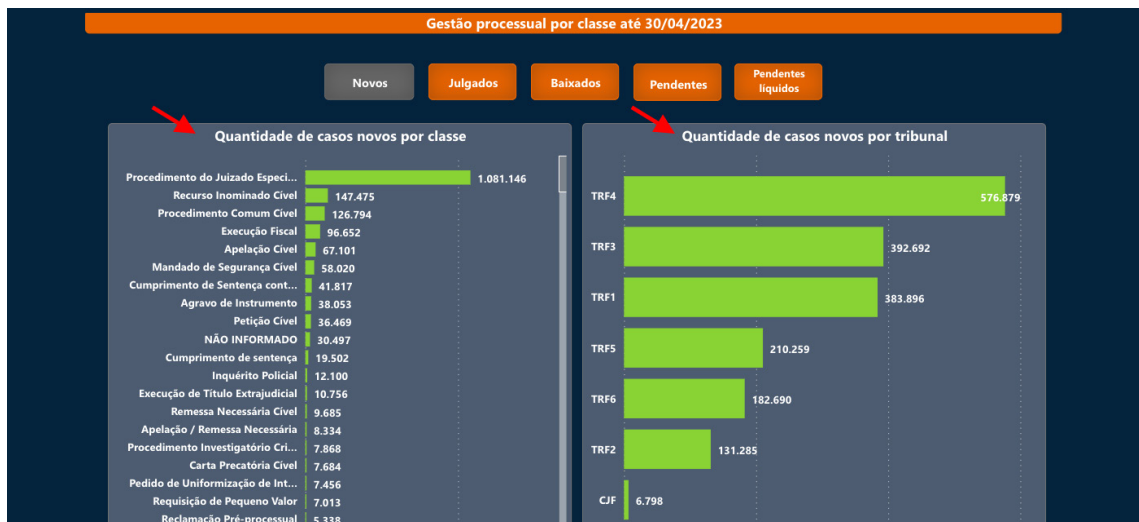 Gestão processual por classe até 30/04/2023
Novos
Julgados
Baixados
Pendentes
Pendentes
líquidos
Quantidade de casos novos por classe
Procedimento do Juizado Especi... 1.081.146
Recurso Inominado Cível 147.475
Procedimento Comum Cível 126.794
Execução Fiscal 96.652
Apelação Cível 67.101
Mandado de Segurança Cível 58.020
Cumprimento de Sentença cont... 41.817
Agravo de Instrumento 38.053
Petição Cível 36.469
NÃO INFORMADO 30.497
Cumprimento de sentença 19.502
Inquérito Policial 12.100
Execução de Título Extrajudicial 10.756
Remessa Necessária Cível 9.685
Apelação / Remessa Necessária 8.334
Procedimento Investigatório Cri... 7.868
Carta Precatória Cível 7.684
Pedido de Uniformização de Int... 7.456
Requisição de Pequeno Valor 7.013
Reclamação Pré-processual 5.338
Quantidade de casos novos por tribunal
TRF4 576.879
TRF3 392.692
TRF1 383.896
TRF5 210.259
TRF6 182.690
TRF2 131.285
CJF 6.798